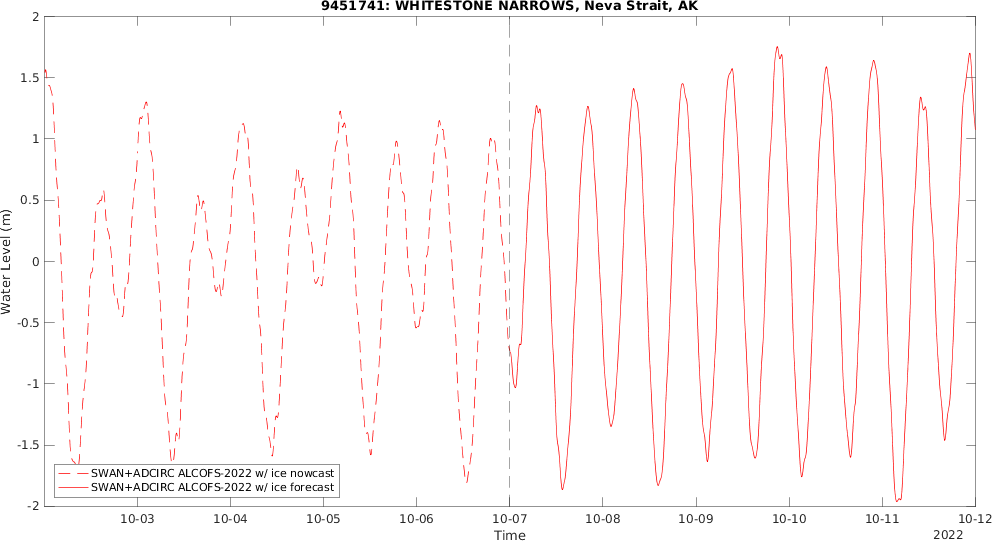 9451741: WHITESTONE NARROWS, Neva Strait, AK
2
1.5
1
0.5
0
-0.5
-1
-1.5
-2
Water Level (m)
SWAN+ADCIRC ALCOFS-2022 w/ ice nowcast
SWAN+ADCIRC ALCOFS-2022 w/ ice forecast
10-03 10-04 10-05 10-06 10-07 10-08 10-09 10-10 10-11 10-12
Time
2022